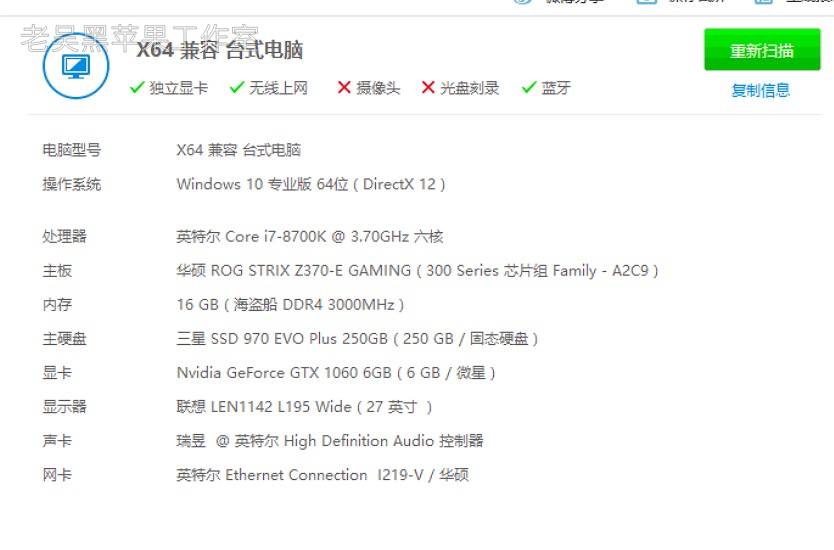 老吴黑苹果工作室
X64 兼容 台式电脑
重新扫描
独立显卡 无线上网 摄像头 光盘刻录 蓝牙
复制信息
电脑型号 X64 兼容 台式电脑
操作系统 Windows 10 专业版 64位 ( DirectX 12 )
处理器 英特尔 Core i7-8700K @ 3.70GHz 六核
主板 华硕 ROG STRIX Z370-E GAMING ( 300 Series 芯片组 Family - A2C9 )
内存 16 GB ( 海盗船 DDR4 3000MHz )
主硬盘 三星 SSD 970 EVO Plus 250GB ( 250 GB / 固态硬盘 )
显卡 Nvidia GeForce GTX 1060 6GB ( 6 GB / 微星 )
显示器 联想 LEN1142 L195 Wide ( 27 英寸 )
声卡 瑞昱 @ 英特尔 High Definition Audio 控制器
网卡 英特尔 Ethernet Connection I219-V / 华硕